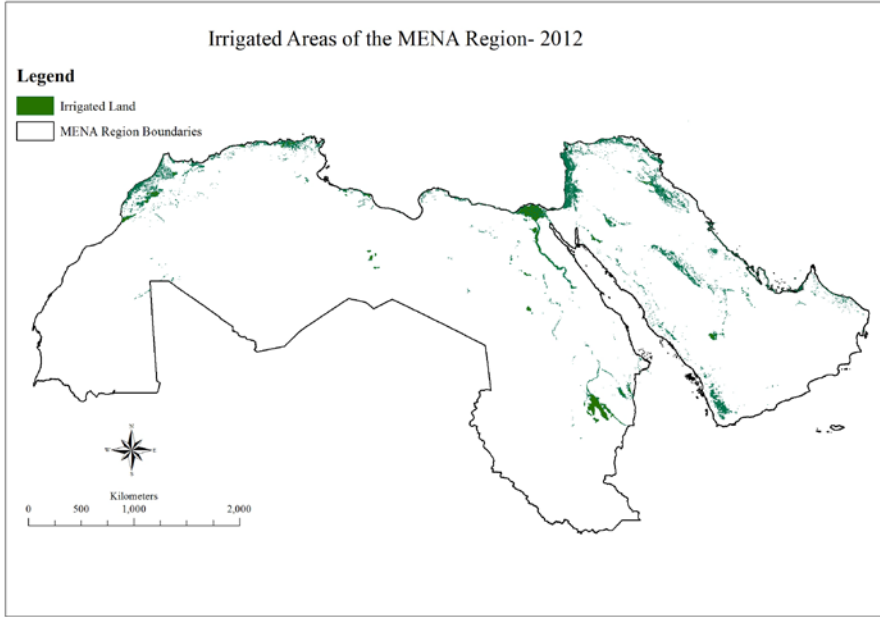 Irrigated Areas of the MENA Region- 2012
Legend
Irrigated Land
MENA Region Boundaries
N
W E
S
Kilometers
0 500 1,000 2,000